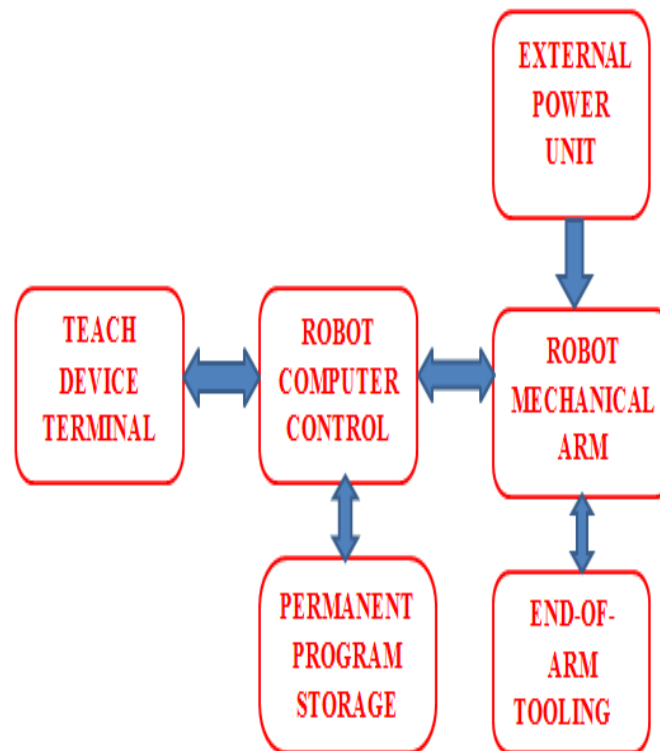 EXTERNAL
POWER
UNIT
TEACH
DEVICE
TERMINAL
ROBOT
COMPUTER
CONTROL
ROBOT
MECHANICAL
ARM
PERMANENT
PROGRAM
STORAGE
END-OF-
ARM
TOOLING